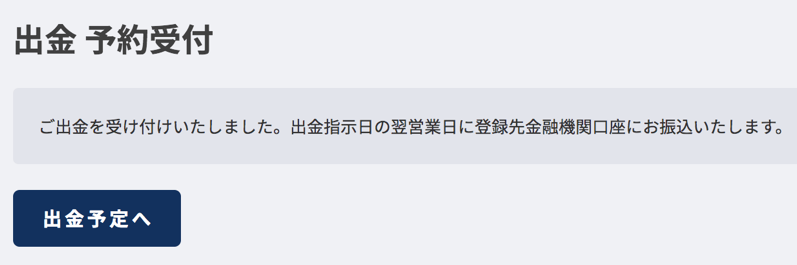 出金 予約受付
ご出金を受け付けいたしました。出金指示日の翌営業日に登録先金融機関口座にお振込いたします。
出金予定へ